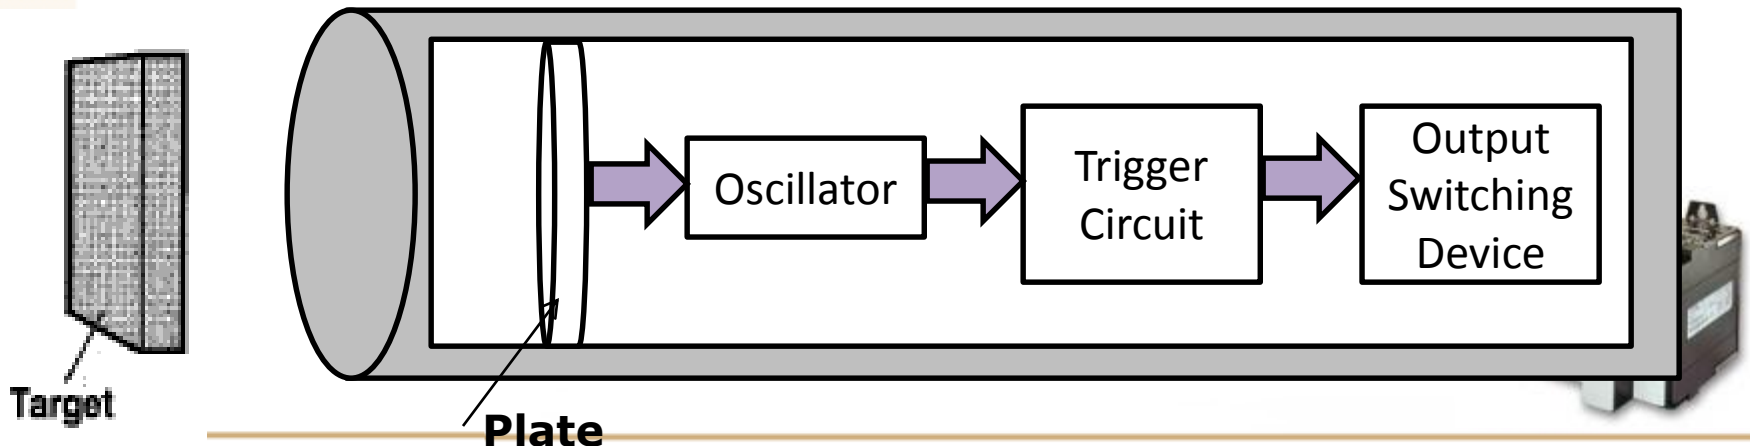 Target
Plate
Oscillator
Trigger
Circuit
Output
Switching
Device